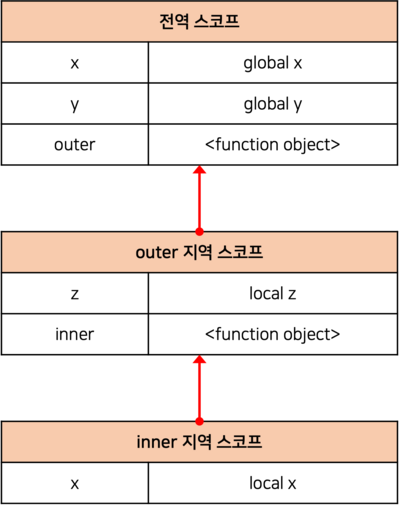 전역 스코프
x global x
y global y
outer <function object>
outer 지역 스코프
z local z
inner <function object>
inner 지역 스코프
x local x